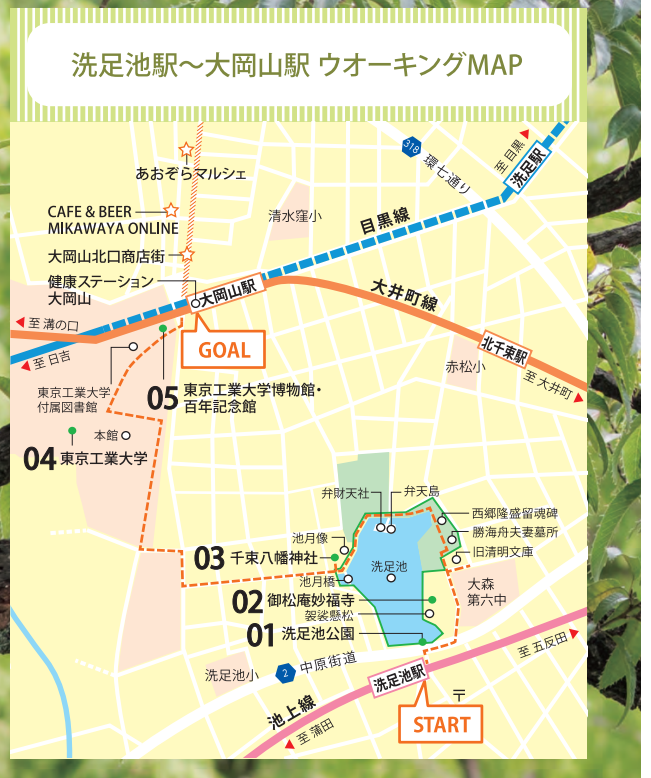 洗足池駅～大岡山駅 ウオーキングMAP
318
環七通り
至 目黒
洗足駅
あおぞらマルシェ
CAFE & BEER
MIKAWAYA ONLINE
清水窪小
目黒線
大岡山北口商店街
健康ステーション
大岡山
大岡山駅
大井町線
至 溝の口
至 日吉
GOAL
北千束駅
赤松小
至 大井町
東京工業大学
付属図書館
05 東京工業大学博物館・
百年記念館
本館
04 東京工業大学
弁財天社
弁天島
西郷隆盛留魂碑
勝海舟夫妻墓所
旧清明文庫
池月像
03 千束八幡神社
洗足池
池月橋
大森
第六中
02 御松庵妙福寺
袈裟懸松
01 洗足池公園
至 五反田
洗足池小
2
中原街道
洗足池駅
〒
池上線
至 蒲田
START